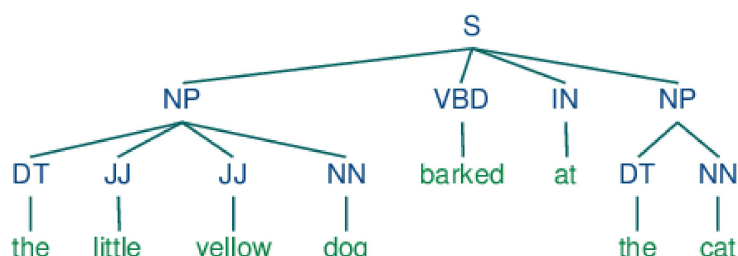 S
NP VBD IN NP
DT JJ JJ NN barked at DT NN
the little yellow dog the cat